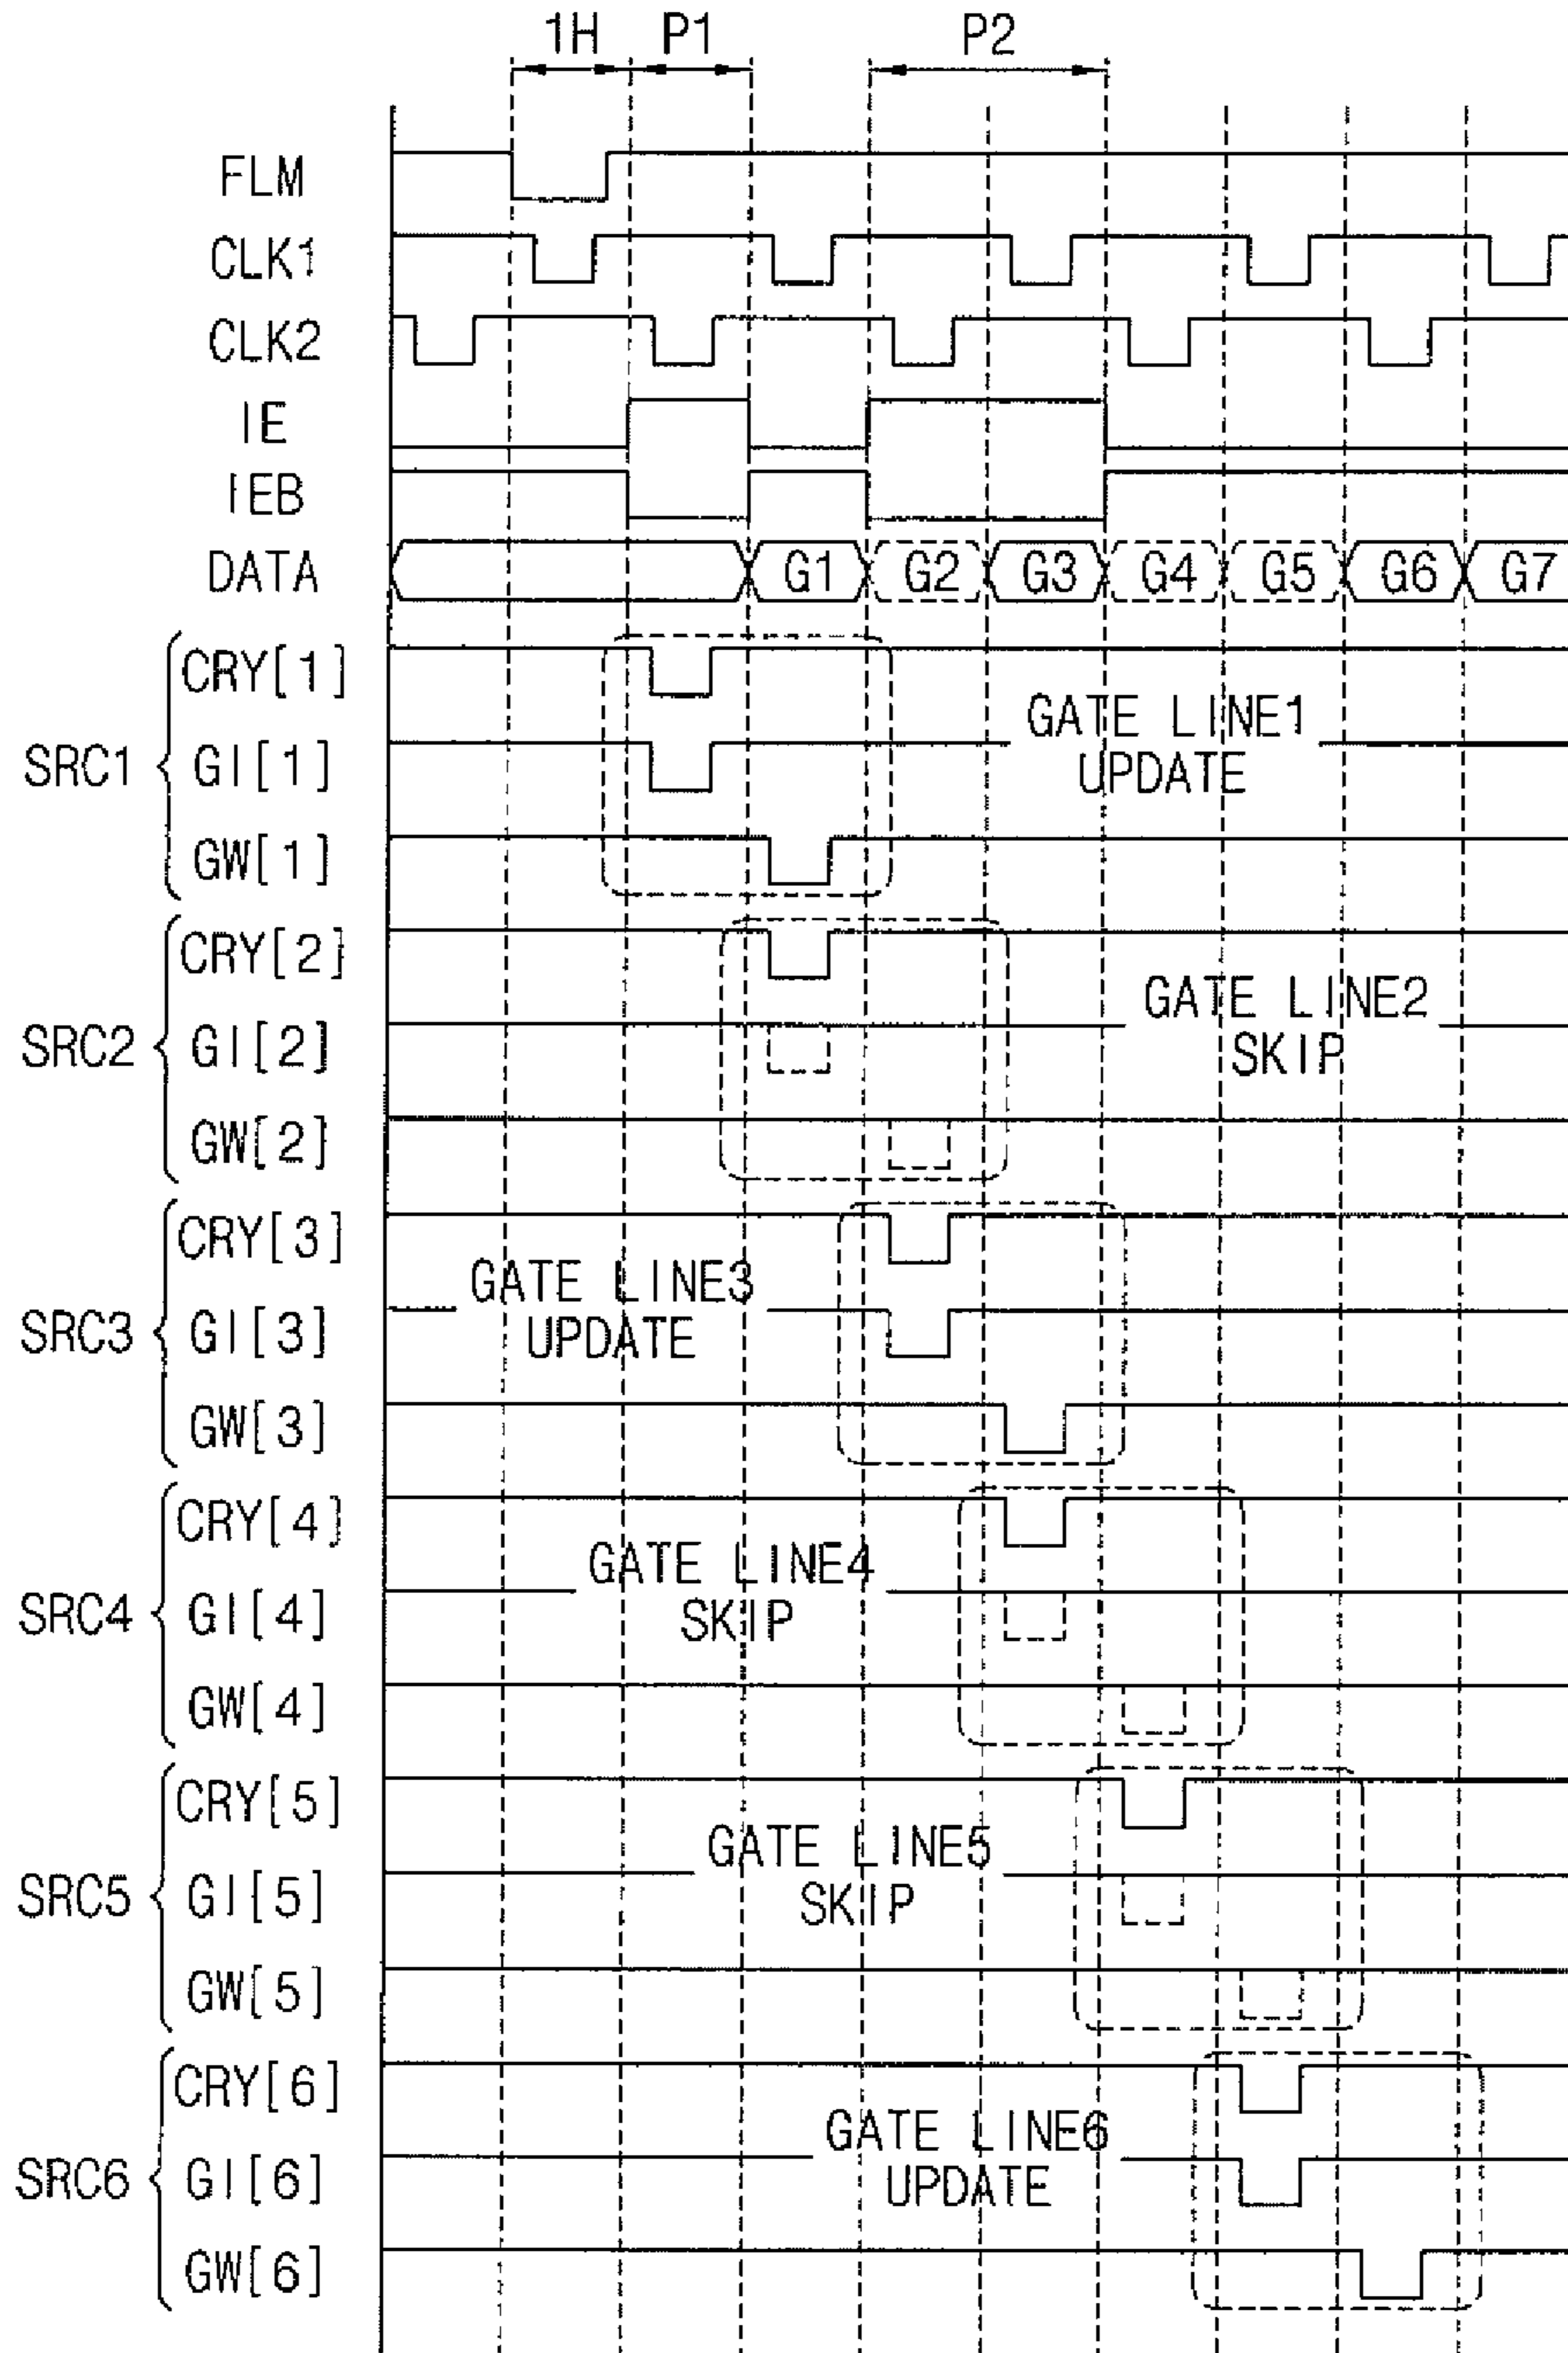 1H P1 P2
FLM
CLK1
CLK2
IE
IEB
DATA G1 G2 G3 G4 G5 G6 G7
CRY[1]
GATE LINE1
UPDATE
SRC1 GI[1]
GW[1]
CRY[2]
GATE LINE2
SKIP
SRC2 GI[2]
GW[2]
CRY[3]
GATE LINE3
UPDATE
SRC3 GI[3]
GW[3]
CRY[4]
GATE LINE4
SKIP
SRC4 GI[4]
GW[4]
CRY[5]
GATE LINE5
SKIP
SRC5 GI[5]
GW[5]
CRY[6]
GATE LINE6
UPDATE
SRC6 GI[6]
GW[6]